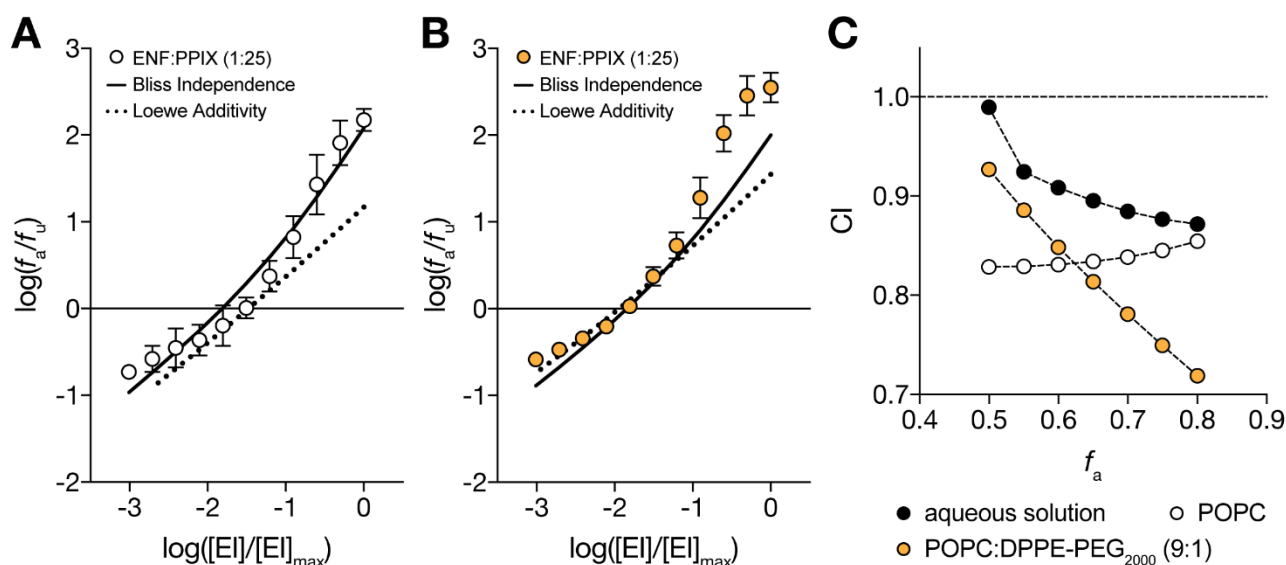 A
ENF:PPIX (1:25)
Bliss Independence
Loewe Additivity
3
2
1
0
-1
-2
-3
-2
-1
0
log(fa/fu)
log([EI]/[EI]max)
B
ENF:PPIX (1:25)
Bliss Independence
Loewe Additivity
3
2
1
0
-1
-2
-3
-2
-1
0
log(fa/fu)
log([EI]/[EI]max)
C
1.0
0.9
0.8
0.7
0.4
0.5
0.6
0.7
0.8
0.9
CI
fa
aqueous solution
POPC
POPC:DPPE-PEG2000 (9:1)